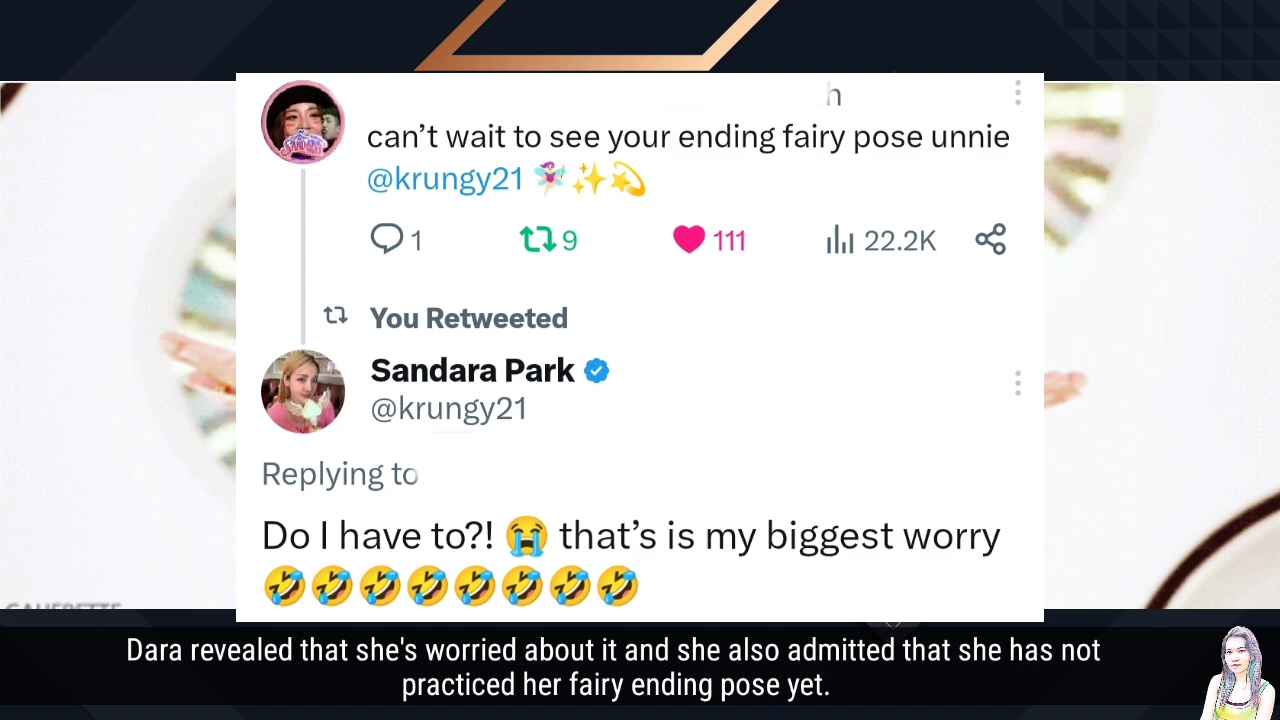 h
can’t wait to see your ending fairy pose unnie
@krungy21 🧚‍♀️✨💫
1 9 111 22.2K
You Retweeted
Sandara Park
@krungy21
Replying to
Do I have to?! 😭 that’s is my biggest worry
🤣🤣🤣🤣🤣🤣🤣🤣
Dara revealed that she's worried about it and she also admitted that she has not
practiced her fairy ending pose yet.